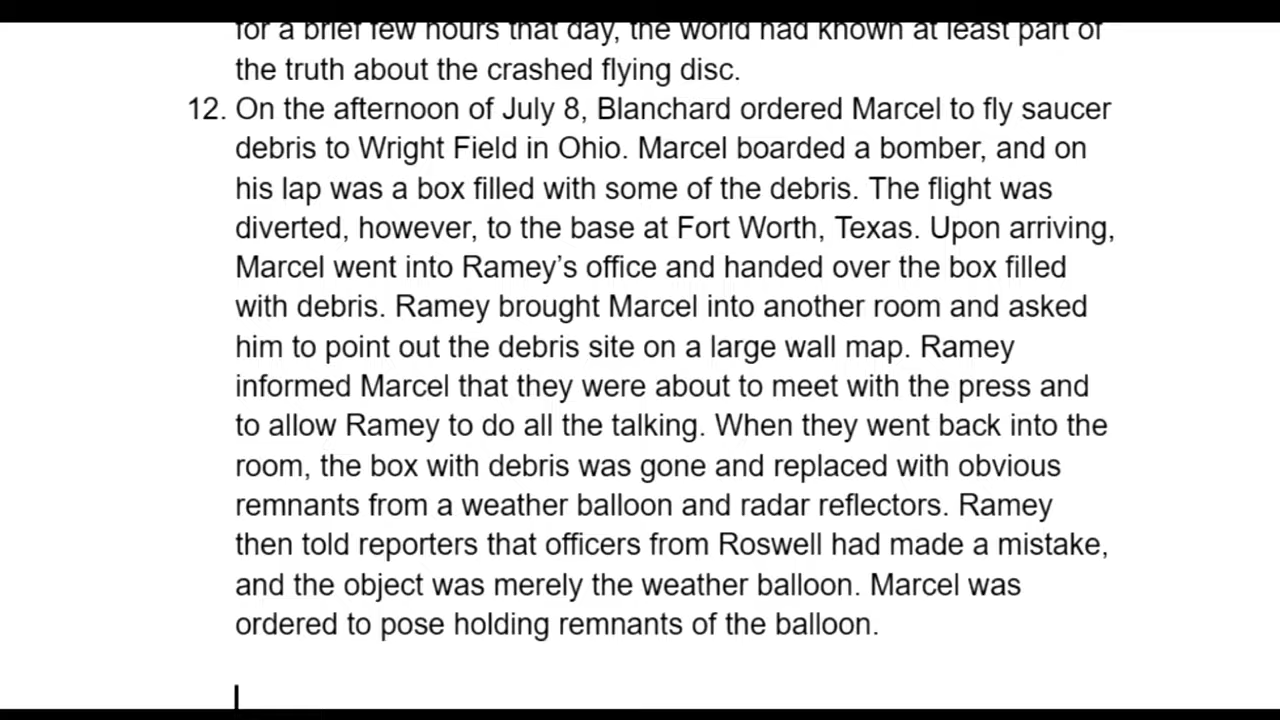 for a brief few hours that day, the world had known at least part of
the truth about the crashed flying disc.
12. On the afternoon of July 8, Blanchard ordered Marcel to fly saucer
debris to Wright Field in Ohio. Marcel boarded a bomber, and on
his lap was a box filled with some of the debris. The flight was
diverted, however, to the base at Fort Worth, Texas. Upon arriving,
Marcel went into Ramey’s office and handed over the box filled
with debris. Ramey brought Marcel into another room and asked
him to point out the debris site on a large wall map. Ramey
informed Marcel that they were about to meet with the press and
to allow Ramey to do all the talking. When they went back into the
room, the box with debris was gone and replaced with obvious
remnants from a weather balloon and radar reflectors. Ramey
then told reporters that officers from Roswell had made a mistake,
and the object was merely the weather balloon. Marcel was
ordered to pose holding remnants of the balloon.